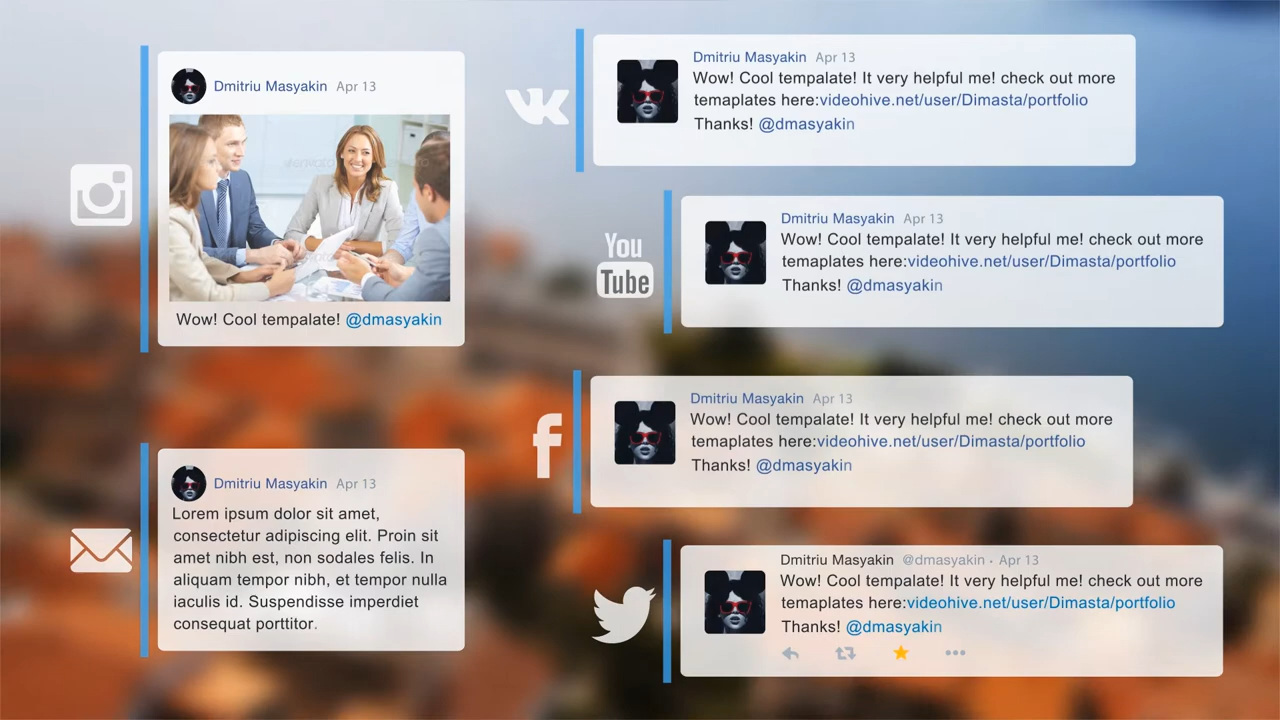 Dmitriu Masyakin Apr 13
envato
envato
Wow! Cool tempalate! @dmasyakin
Dmitriu Masyakin Apr 13
Lorem ipsum dolor sit amet,
consectetur adipiscing elit. Proin sit
amet nibh est, non sodales felis. In
aliquam tempor nibh, et tempor nulla
iaculis id. Suspendisse imperdiet
consequat porttitor.
Dmitriu Masyakin Apr 13
Wow! Cool tempalate! It very helpful me! check out more
temaplates here:videohive.net/user/Dimasta/portfolio
Thanks! @dmasyakin
You
Tube
Dmitriu Masyakin Apr 13
Wow! Cool tempalate! It very helpful me! check out more
temaplates here:videohive.net/user/Dimasta/portfolio
Thanks! @dmasyakin
f
Dmitriu Masyakin Apr 13
Wow! Cool tempalate! It very helpful me! check out more
temaplates here:videohive.net/user/Dimasta/portfolio
Thanks! @dmasyakin
Dmitriu Masyakin @dmasyakin · Apr 13
Wow! Cool tempalate! It very helpful me! check out more
temaplates here:videohive.net/user/Dimasta/portfolio
Thanks! @dmasyakin